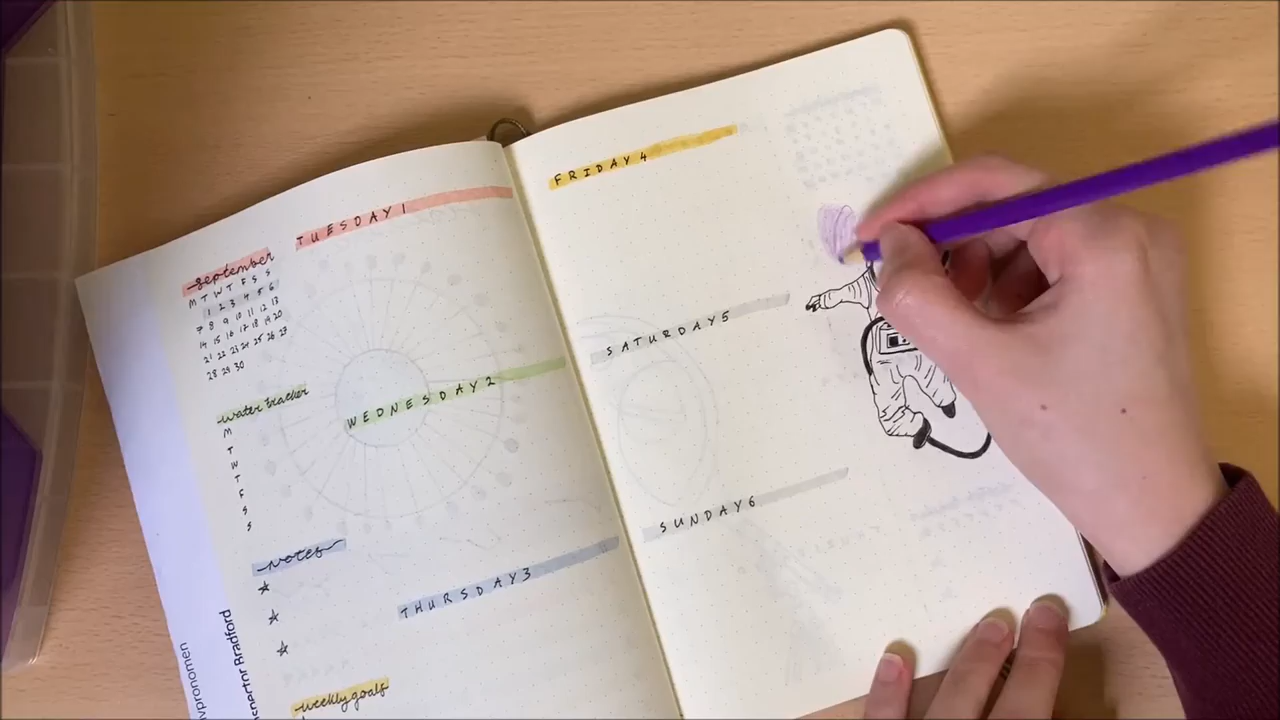 TUESDAY 1
september
M T W T F S S
1 2 3 4 5 6
7 8 9 10 11 12 13
14 15 16 17 18 19 20
21 22 23 24 25 26 27
28 29 30
water tracker
M
T
W
T
F
S
S
WEDNESDAY 2
notes
THURSDAY 3
weekly goals
Bradford
FRIDAY 4
SATURDAY 5
SUNDAY 6